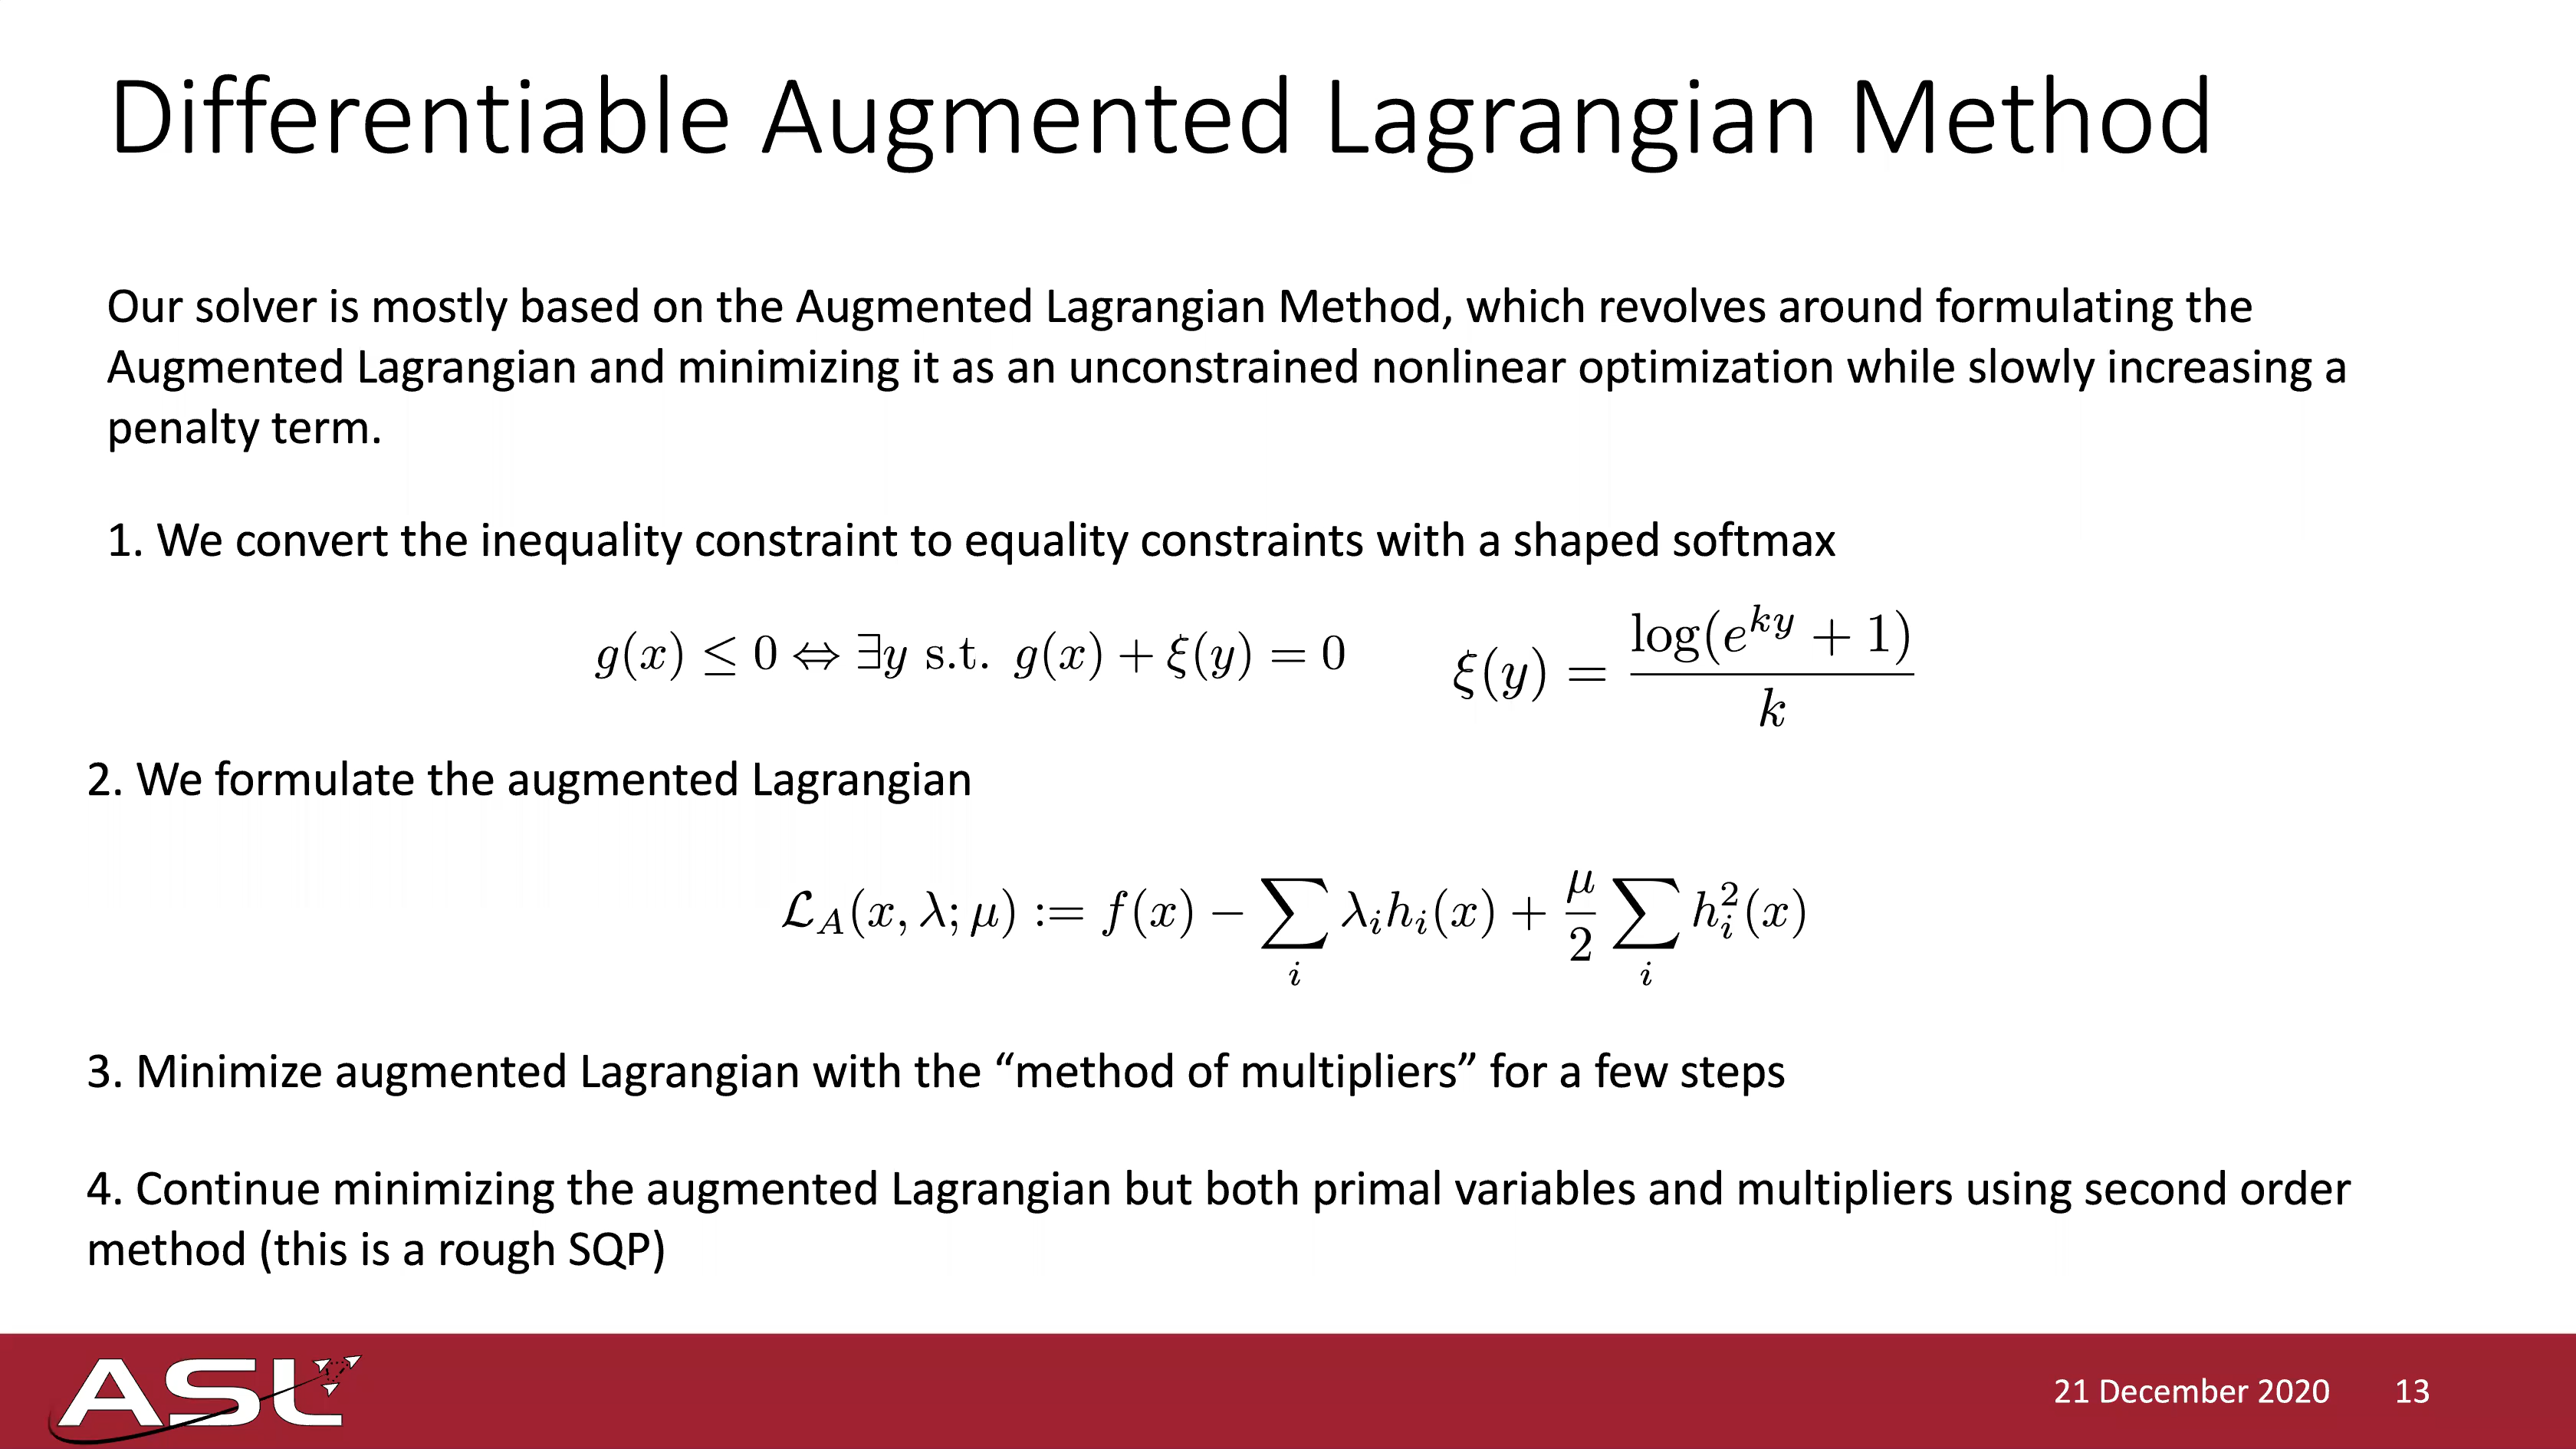 Differentiable Augmented Lagrangian Method
Our solver is mostly based on the Augmented Lagrangian Method, which revolves around formulating the
Augmented Lagrangian and minimizing it as an unconstrained nonlinear optimization while slowly increasing a
penalty term.
1. We convert the inequality constraint to equality constraints with a shaped softmax
g(x) ≤ 0 ⇔ ∃y s.t. g(x) + ξ(y) = 0    ξ(y) = log(e^{ky} + 1) / k
2. We formulate the augmented Lagrangian
ℒ_A(x, λ; μ) := f(x) − ∑_i λ_i h_i(x) + μ/2 ∑_i h_i^2(x)
3. Minimize augmented Lagrangian with the “method of multipliers” for a few steps
4. Continue minimizing the augmented Lagrangian but both primal variables and multipliers using second order
method (this is a rough SQP)
ASL
21 December 2020 13